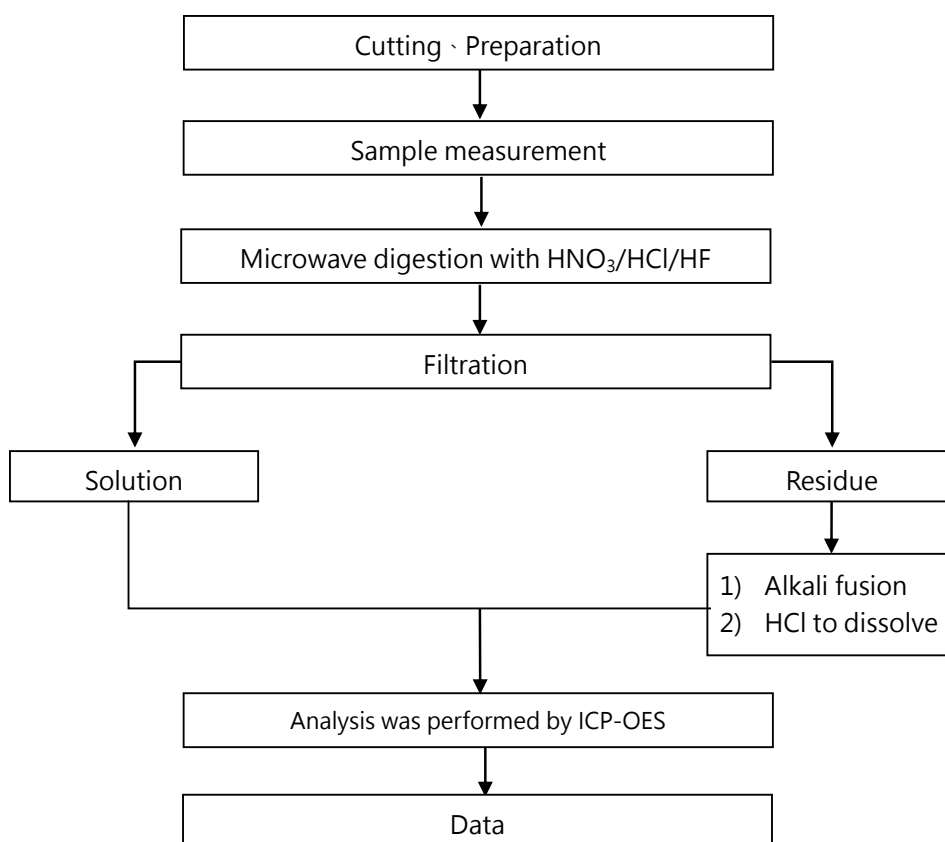 Cutting、Preparation
Sample measurement
Microwave digestion with HNO₃/HCl/HF
Filtration
Solution
Residue
1) Alkali fusion
2) HCl to dissolve
Analysis was performed by ICP-OES
Data